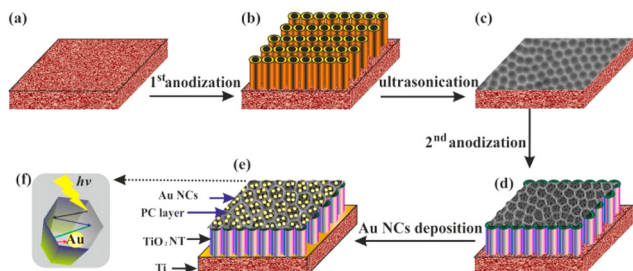 (a)
(b)
(c)
1st anodization
ultrasonication
2nd anodization
(f)
hν
Au
(e)
Au NCs
PC layer
TiO2 NT
Ti
(d)
Au NCs deposition